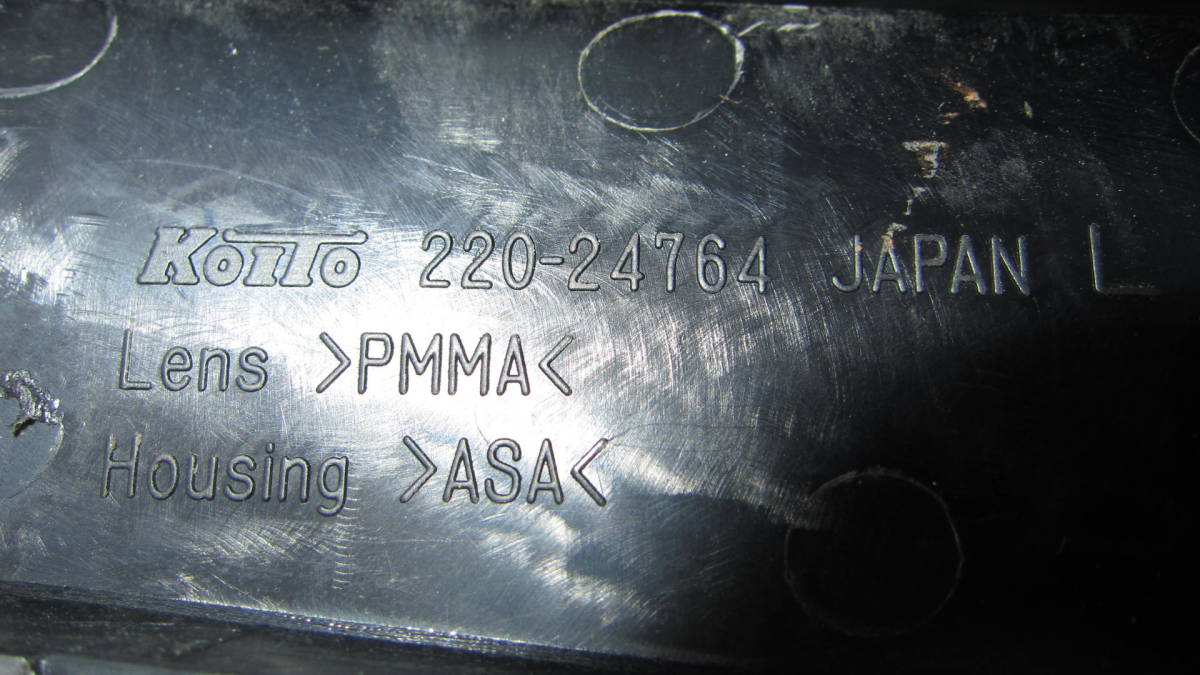 KOITO 220-24764 JAPAN L
Lens >PMMA<
Housing >ASA<